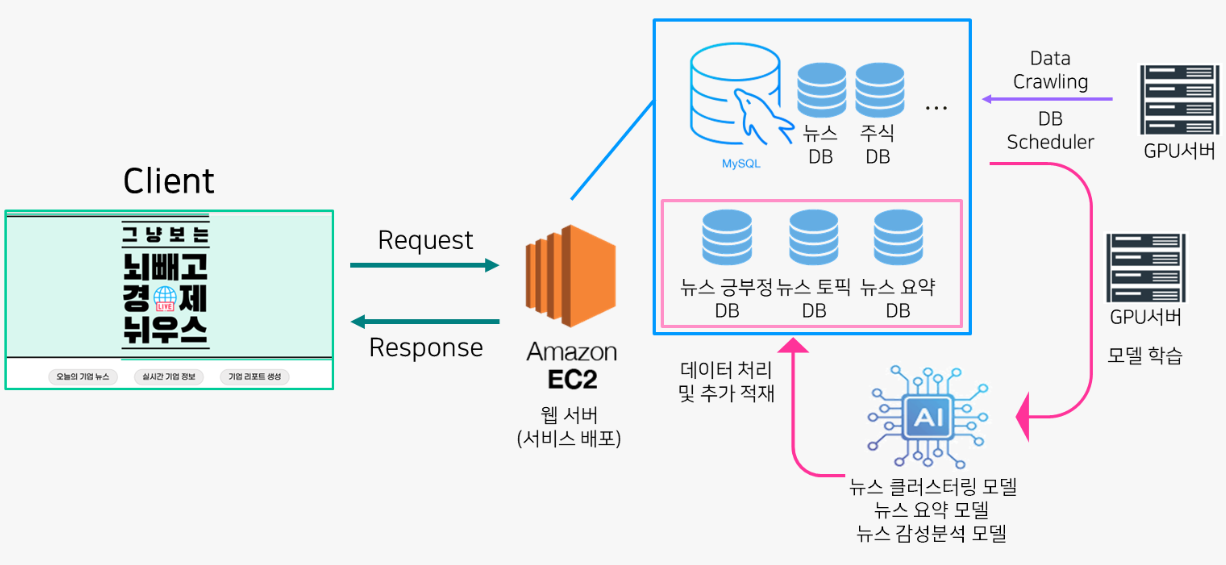 Client
그냥보는
뇌빼고
경 제
LIVE
뉘우스
오늘의 기업 뉴스
실시간 기업 정보
기업 리포트 생성
Request
Response
Amazon
EC2
웹 서버
(서비스 배포)
MySQL
뉴스
DB
주식
DB
...
뉴스 긍부정
DB
뉴스 토픽
DB
뉴스 요약
DB
Data
Crawling
DB
Scheduler
GPU서버
GPU서버
모델 학습
데이터 처리
및 추가 적재
AI
뉴스 클러스터링 모델
뉴스 요약 모델
뉴스 감성분석 모델